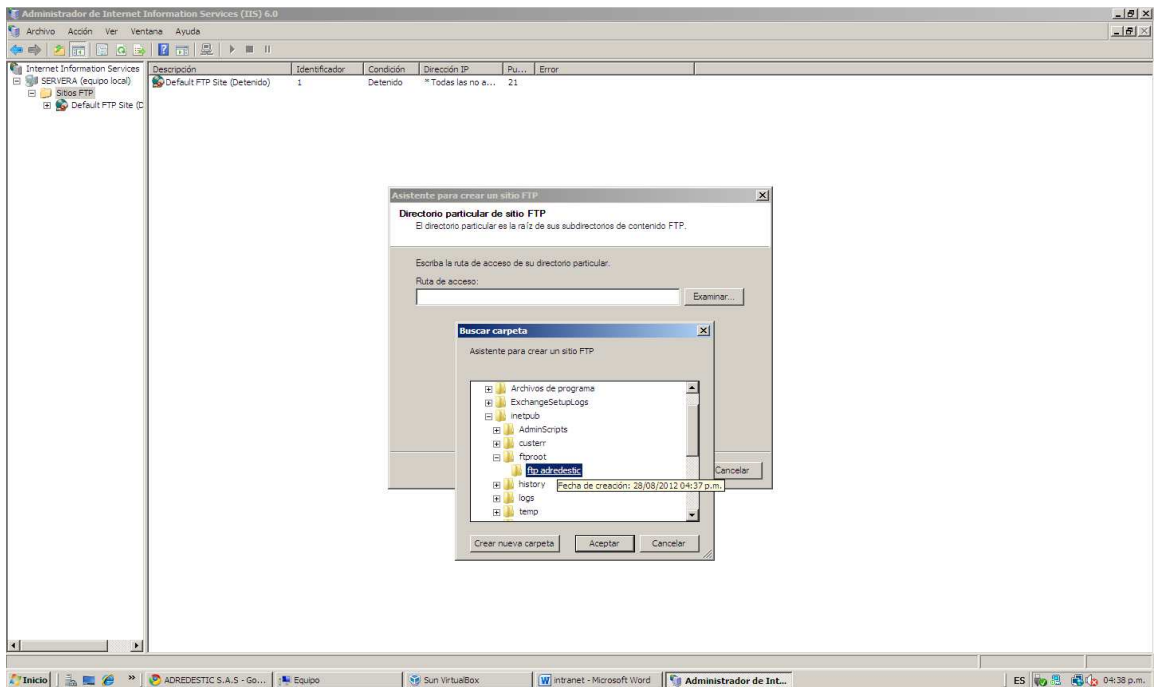 Administrador de Internet Information Services (IIS) 6.0
Archivo Acción Ver Ventana Ayuda
Internet Information Services
SERVERA (equipo local)
Sitios FTP
Default FTP Site (D
Descripción Identificador Condición Dirección IP Pu... Error
Default FTP Site (Detenido) 1 Detenido * Todas las no a... 21
Asistente para crear un sitio FTP
Directorio particular de sitio FTP
El directorio particular es la raíz de sus subdirectorios de contenido FTP.
Escriba la ruta de acceso de su directorio particular.
Ruta de acceso:
Examinar...
Buscar carpeta
Asistente para crear un sitio FTP
Archivos de programa
ExchangeSetupLogs
inetpub
AdminScripts
custerr
ftproot
ftp adredestic
history
Fecha de creación: 28/08/2012 04:37 p.m.
logs
temp
Cancelar
Crear nueva carpeta Aceptar Cancelar
Inicio » ADREDESTIC S.A.S - Go... Equipo Sun VirtualBox intranet - Microsoft Word Administrador de Int... ES 04:38 p.m.